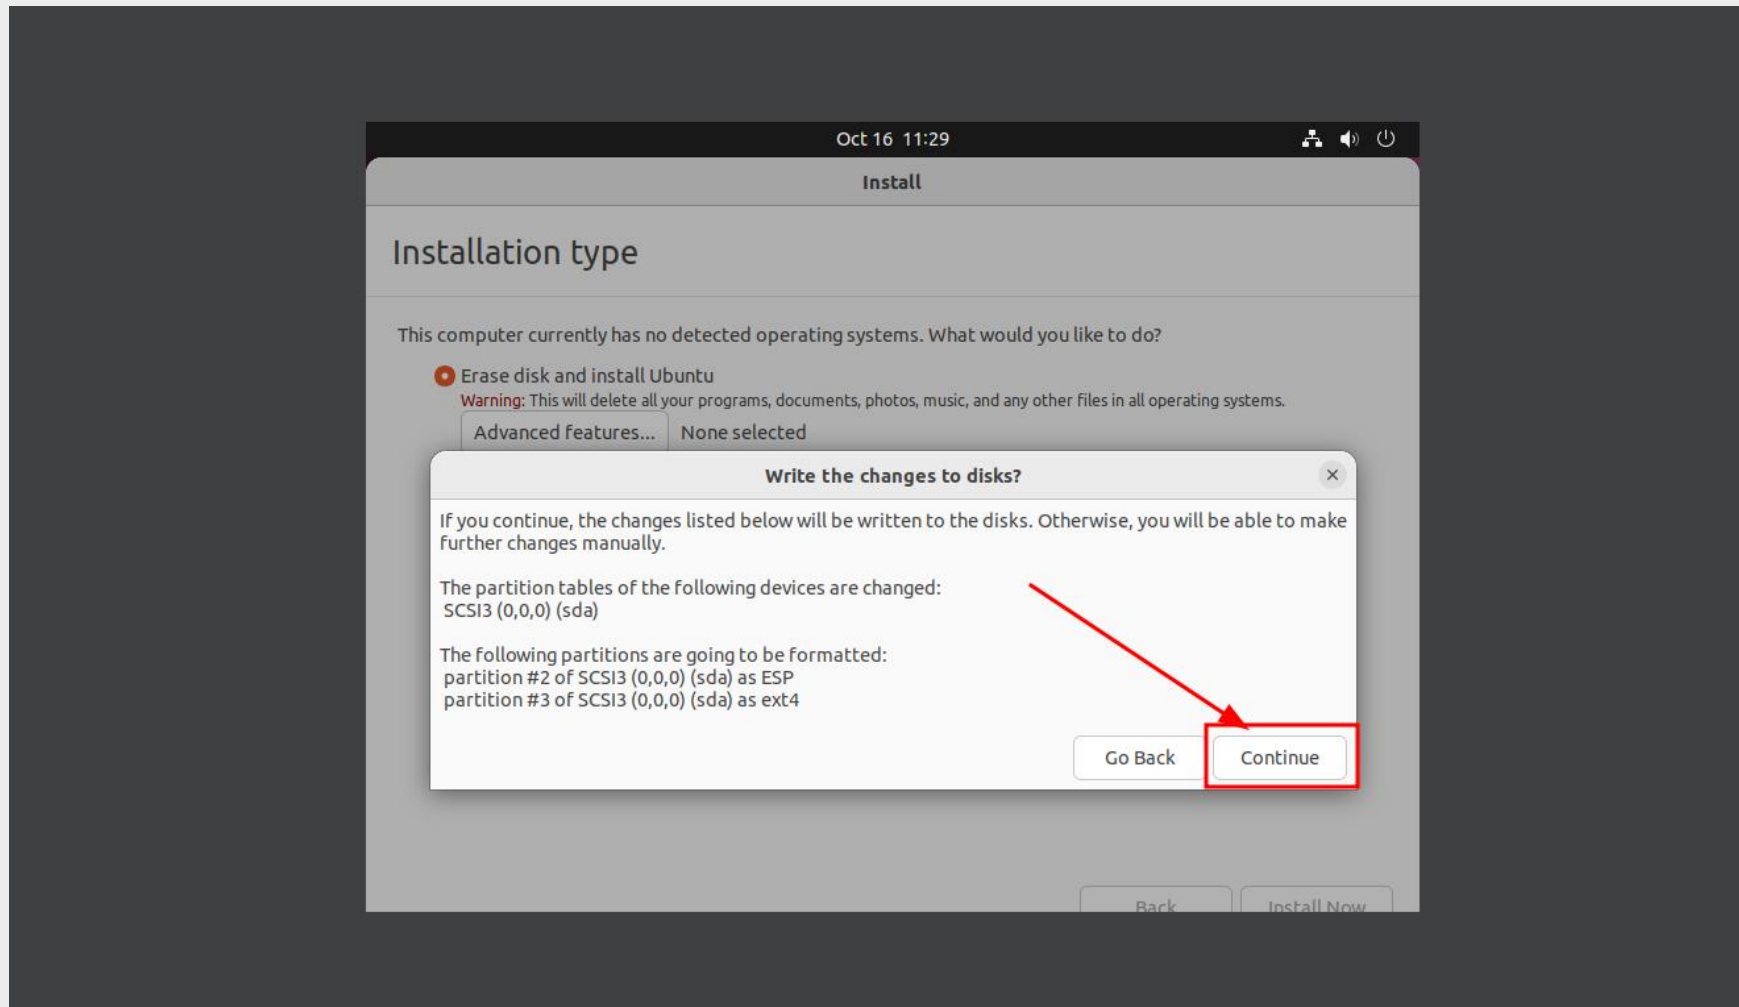 Oct 16 11:29
Install
Installation type
This computer currently has no detected operating systems. What would you like to do?
Erase disk and install Ubuntu
Warning: This will delete all your programs, documents, photos, music, and any other files in all operating systems.
Advanced features... None selected
Write the changes to disks?
If you continue, the changes listed below will be written to the disks. Otherwise, you will be able to make
further changes manually.
The partition tables of the following devices are changed:
SCSI3 (0,0,0) (sda)
The following partitions are going to be formatted:
partition #2 of SCSI3 (0,0,0) (sda) as ESP
partition #3 of SCSI3 (0,0,0) (sda) as ext4
Go Back Continue
Back Install Now